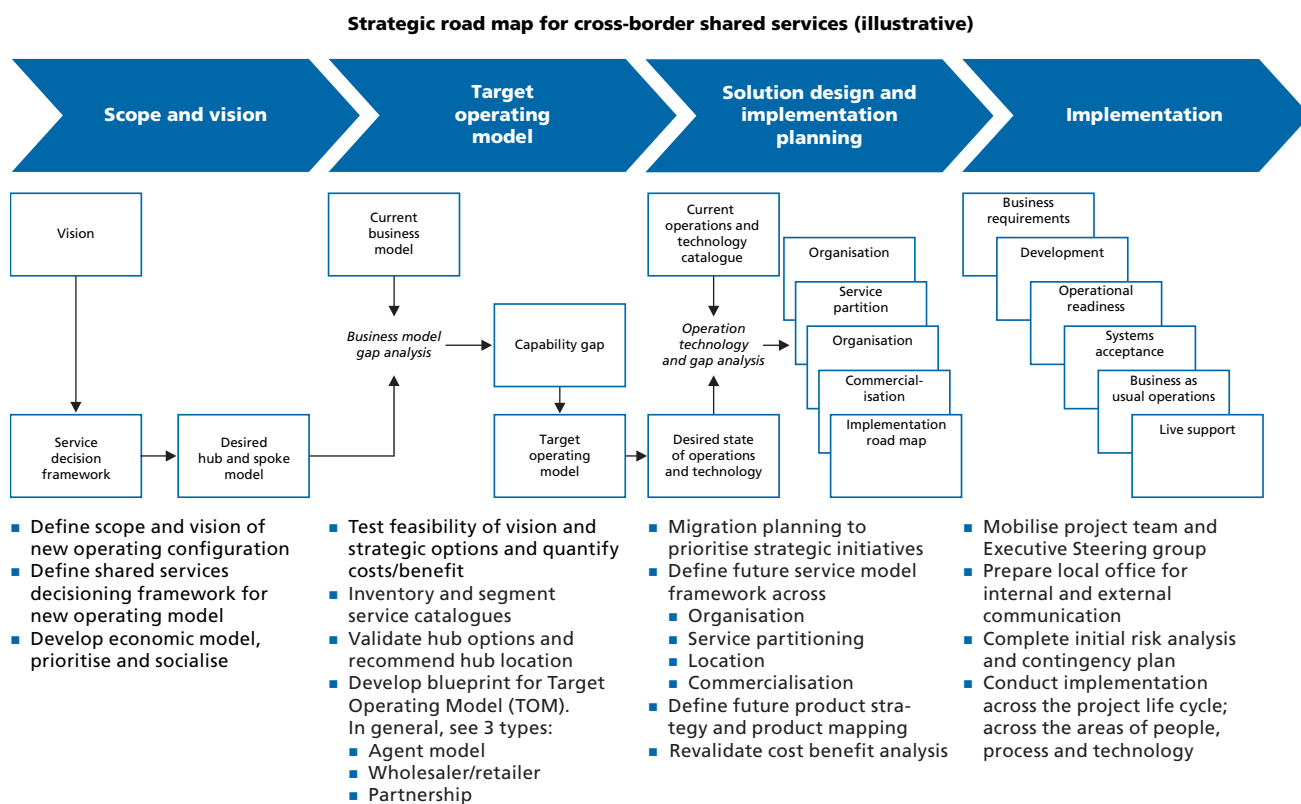 Strategic road map for cross-border shared services (illustrative)
Scope and vision
Target
operating
model
Solution design and
implementation
planning
Implementation
Vision
Service
decision
framework
Desired
hub and spoke
model
Current
business
model
Business model
gap analysis
Capability gap
Target
operating
model
Current
operations and
technology
catalogue
Operation
technology
and gap analysis
Desired state
of operations
and technology
Organisation
Service
partition
Organisation
Commercial-
isation
Implementation
road map
Business
requirements
Development
Operational
readiness
Systems
acceptance
Business as
usual operations
Live support
■ Define scope and vision of
new operating configuration
■ Define shared services
decisioning framework for
new operating model
■ Develop economic model,
prioritise and socialise
■ Test feasibility of vision and
strategic options and quantify
costs/benefit
■ Inventory and segment
service catalogues
■ Validate hub options and
recommend hub location
■ Develop blueprint for Target
Operating Model (TOM).
In general, see 3 types:
■ Agent model
■ Wholesaler/retailer
■ Partnership
■ Migration planning to
prioritise strategic initiatives
■ Define future service model
framework across
■ Organisation
■ Service partitioning
■ Location
■ Commercialisation
■ Define future product stra-
tegy and product mapping
■ Revalidate cost benefit analysis
■ Mobilise project team and
Executive Steering group
■ Prepare local office for
internal and external
communication
■ Complete initial risk analysis
and contingency plan
■ Conduct implementation
across the project life cycle;
across the areas of people,
process and technology